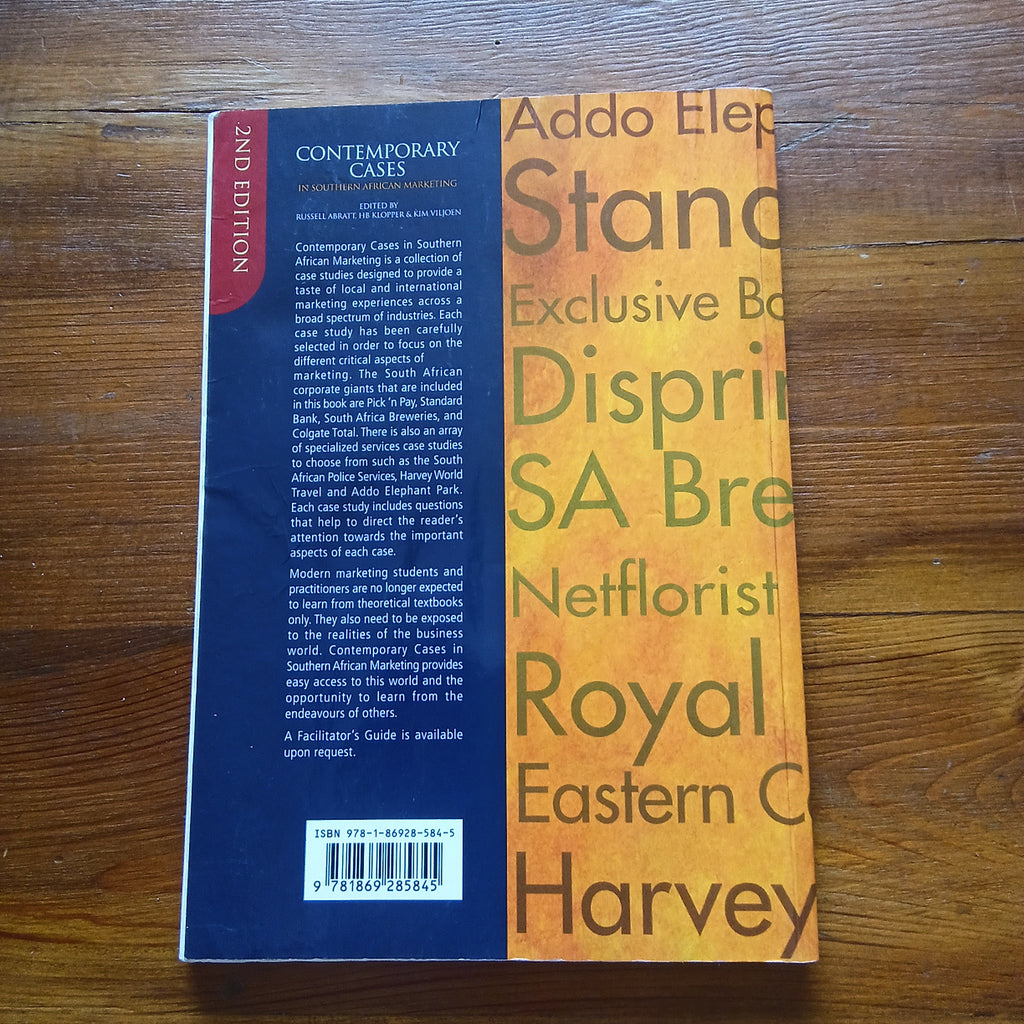 2ND EDITION
CONTEMPORARY
CASES
IN SOUTHERN AFRICAN MARKETING
EDITED BY
RUSSELL ABRATT, HB KLOPPER & KIM VILJOEN
Contemporary Cases in Southern
African Marketing is a collection of
case studies designed to provide a
taste of local and international
marketing experiences across a
broad spectrum of industries. Each
case study has been carefully
selected in order to focus on the
different critical aspects of
marketing. The South African
corporate giants that are included
in this book are Pick 'n Pay, Standard
Bank, South Africa Breweries, and
Colgate Total. There is also an array
of specialized services case studies
to choose from such as the South
African Police Services, Harvey World
Travel and Addo Elephant Park.
Each case study includes questions
that help to direct the reader's
attention towards the important
aspects of each case.
Modern marketing students and
practitioners are no longer expected
to learn from theoretical textbooks
only. They also need to be exposed
to the realities of the business
world. Contemporary Cases in
Southern African Marketing provides
easy access to this world and the
opportunity to learn from the
endeavours of others.
A Facilitator's Guide is available
upon request.
ISBN 978-1-86928-584-5
9 781869 285845
Addo Elep
Stand
Exclusive Bo
Disprin
SA Bre
Netflorist
Royal
Eastern C
Harvey